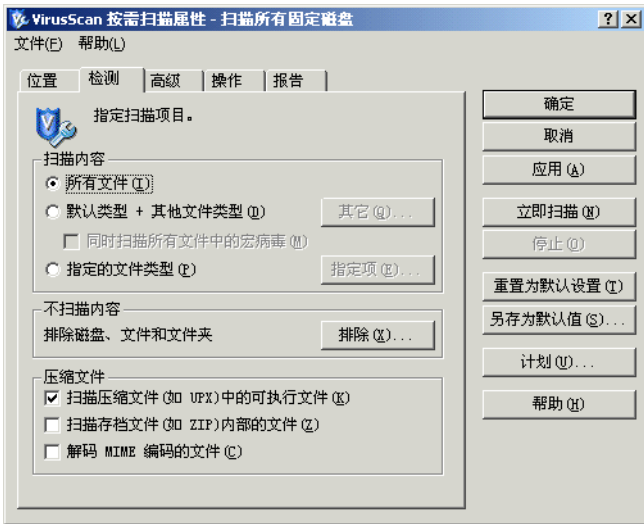 VirusScan 按需扫描属性 - 扫描所有固定磁盘
文件(F) 帮助(L)
位置 检测 高级 操作 报告
指定扫描项目。
扫描内容
所有文件(I)
默认类型 + 其他文件类型(D)
其它(Q)...
同时扫描所有文件中的宏病毒(M)
指定的文件类型(P)
指定项(E)...
不扫描内容
排除磁盘、文件和文件夹
排除(X)...
压缩文件
扫描压缩文件(如 UPX)中的可执行文件(K)
扫描存档文件(如 ZIP)内部的文件(Z)
解码 MIME 编码的文件(C)
确定
取消
应用(A)
立即扫描(N)
停止(O)
重置为默认设置(T)
另存为默认值(S)...
计划(U)...
帮助(H)